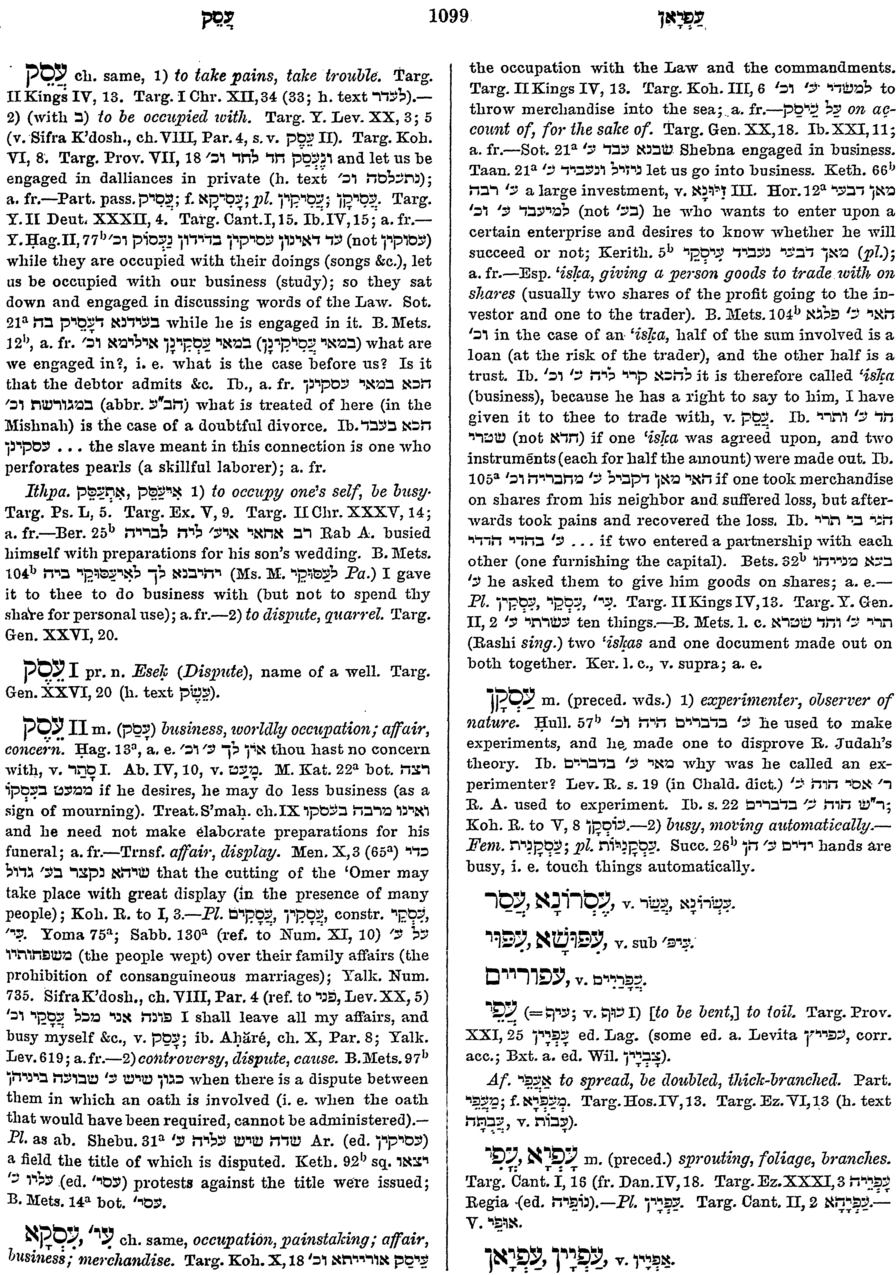 עָסֵק
1099
עַפְיָאן
עֲסַק ch. same, 1) to take pains, take trouble. Targ.
II Kings IV, 13. Targ. I Chr. XII, 34 (33; h. text לעדר).—
2) (with ב) to be occupied with. Targ. Y. Lev. XX, 3; 5
(v. Sifra K'dosh., ch. VIII, Par. 4, s. v. עֵסֶק II). Targ. Koh.
VI, 8. Targ. Prov. VII, 18 וְנֶעְסַק חד לחד וכ' and let us be
engaged in dalliances in private (h. text נתעלסה וכ');
a. fr.—Part. pass. עֲסִיק; f. עֲסִיקָא; pl. עֲסִיקִין, עֲסִיקִן. Targ.
Y. II Deut. XXXII, 4. Targ. Cant. I, 15. Ib. IV, 15; a. fr.—
Y. Ḥag. II, 77ᵇ עד דאינון עסיקין בדידון נעסוק וכ' (not עסוקין)
while they are occupied with their doings (songs &c.), let
us be occupied with our business (study); so they sat
down and engaged in discussing words of the Law. Sot.
21ᵃ בעידנא דעָסֵיק בה while he is engaged in it. B. Mets.
12ᵇ, a. fr. במאי עָסְקִינָן אילימא וכ' (במאי עֲסִיקִינָן) what are
we engaged in?, i. e. what is the case before us? Is it
that the debtor admits &c. Ib., a. fr. הכא במאי עסקינן
במגורשת וכ' (abbr. הב"ע) what is treated of here (in the
Mishnah) is the case of a doubtful divorce. Ib. הכא בעבד
עסקינן ... the slave meant in this connection is one who
perforates pearls (a skillful laborer); a. fr.
Ithpa. אִתְעַסַּק, אִיעַסַּק 1) to occupy one's self, be busy.
Targ. Ps. L, 5. Targ. Ex. V, 9. Targ. II Chr. XXXV, 14;
a. fr.—Ber. 25ᵇ רב אחאי איע' ליה לבריה Rab A. busied
himself with preparations for his son's wedding. B. Mets.
104ᵇ יהיבנא לך לְאִיעַסּוּקֵי ביה (Ms. M. לְעַסּוּקֵי Pa.) I gave
it to thee to do business with (but not to spend thy
share for personal use); a. fr.—2) to dispute, quarrel. Targ.
Gen. XXVI, 20.
עֵסֶק I pr. n. Eseḳ (Dispute), name of a well. Targ.
Gen. XXVI, 20 (h. text עֵשֶׂק).
עֵסֶק II m. (עָסַק) business, worldly occupation; affair,
concern. Ḥag. 13ᵃ, a. e. אין לך ע' וכ' thou hast no concern
with, v. סָתַר I. Ab. IV, 10, v. מָעַט. M. Kat. 22ᵃ bot. רצה
ממעט בעסקו if he desires, he may do less business (as a
sign of mourning). Treat. S'maḥ. ch. IX ואינו מרבה בעסקו
and he need not make elaborate preparations for his
funeral; a. fr.—Trnsf. affair, display. Men. X, 3 (65ᵃ) כדי
שיהא נקצר בע' גדול that the cutting of the 'Omer may
take place with great display (in the presence of many
people); Koh. R. to I, 3.—Pl. עֲסָקִים, עֲסָקִין, constr. עִסְקֵי,
עי'. Yoma 75ᵃ; Sabb. 130ᵃ (ref. to Num. XI, 10) על ע'
משפחותיו (the people wept) over their family affairs (the
prohibition of consanguineous marriages); Yalk. Num.
735. Sifra K'dosh., ch. VIII, Par. 4 (ref. to פני, Lev. XX, 5)
פונה אני מכל עסקי וכ' I shall leave all my affairs, and
busy myself &c., v. עָסַק; ib. Aḥăré, ch. X, Par. 8; Yalk.
Lev. 619; a. fr.—2) controversy, dispute, cause. B. Mets. 97ᵇ
כגון שיש ע' שבועה ביניהן when there is a dispute between
them in which an oath is involved (i. e. when the oath
that would have been required, cannot be administered).—
Pl. as ab. Shebu. 31ᵃ שדה שיש עליה ע' Ar. (ed. עסיקין)
a field the title of which is disputed. Keth. 92ᵇ sq. ויצאו
עליו ע' (ed. עסי') protests against the title were issued;
B. Mets. 14ᵃ bot. עסי'.
עִסְקָא, עי' ch. same, occupation, painstaking; affair,
business; merchandise. Targ. Koh. X, 18 עיסק אורייתא וכ'
the occupation with the Law and the commandments.
Targ. II Kings IV, 13. Targ. Koh. III, 6 למשדי ע' וכ' to
throw merchandise into the sea; a. fr.—עַל עֵיסַק on ac-
count of, for the sake of. Targ. Gen. XX, 18. Ib. XXI, 11;
a. fr.—Sot. 21ᵃ שבנא עבד ע' Shebna engaged in business.
Taan. 21ᵃ ניזיל ונעביד ע' let us go into business. Keth. 66ᵇ
ע' רבה a large investment, v. יוּנָא III. Hor. 12ᵃ מאן דבעי
למיעבד ע' וכ' (not בע') he who wants to enter upon a
certain enterprise and desires to know whether he will
succeed or not; Kerith. 5ᵇ מאן דבעי נעביד עיסקי (pl.);
a. fr.—Esp. 'isḳa, giving a person goods to trade with on
shares (usually two shares of the profit going to the in-
vestor and one to the trader). B. Mets. 104ᵇ האי ע' פלגא
וכ' in the case of an 'isḳa, half of the sum involved is a
loan (at the risk of the trader), and the other half is a
trust. Ib. להכא קרי ליה ע' וכ' it is therefore called 'isḳa
(business), because he has a right to say to him, I have
given it to thee to trade with, v. עֲסַק. Ib. חד ע' ותרי
שטרי (not חדא) if one 'isḳa was agreed upon, and two
instruments (each for half the amount) were made out. Ib.
105ᵃ האי מאן דקביל ע' מחבריה וכ' if one took merchandise
on shares from his neighbor and suffered loss, but after-
wards took pains and recovered the loss. Ib. הני בי תרי
ע' בהדי הדדי ... if two entered a partnership with each
other (one furnishing the capital). Bets. 32ᵇ בעא מנייהו
ע' he asked them to give him goods on shares; a. e.—
Pl. עי', עִסְקֵי, עִסְקִין. Targ. II Kings IV, 13. Targ. Y. Gen.
II, 2 עשרתי ע' ten things.—B. Mets. l. c. תרי ע' וחד שטרא
(Rashi sing.) two 'isḳas and one document made out on
both together. Ker. l. c., v. supra; a. e.
עַסְקָן m. (preced. wds.) 1) experimenter, observer of
nature. Ḥull. 57ᵇ ע' בדברים היה וכ' he used to make
experiments, and he made one to disprove R. Judah's
theory. Ib. מאי ע' בדברים why was he called an ex-
perimenter? Lev. R. s. 19 (in Chald. dict.) ר' אסי הוה ע'
R. A. used to experiment. Ib. s. 22 ר"ש הוה ע' בדברים;
Koh. R. to V, 8 עוֹסְקָן.—2) busy, moving automatically.—
Fem. עַסְקָנִית; pl. עַסְקָנִיּוֹת. Succ. 26ᵇ ידים ע' הן hands are
busy, i. e. touch things automatically.
עֶסְרוֹנָא, עֲסַר, v. עֶשְׂרוֹנָא, עֲשַׂר.
עִפּוּשָׁא, עִפּוּי, v. sub עיפ'.
עפוריים, v. עֲפָרַיִים.
עֲפֵי (=עיף; v. עוּף I) [to be bent,] to toil. Targ. Prov.
XXI, 25 עָפְיָין ed. Lag. (some ed. a. Levita עפייץ, corr.
acc.; Bxt. a. ed. Wil. צָבְיָין).
Af. אַעֲפֵי to spread, be doubled, thick-branched. Part.
מַעֲפֵי; f. מַעַפְיָא. Targ. Hos. IV, 13. Targ. Ez. VI, 13 (h. text
עֲבֻתָּה, v. עָבוֹת).
עָפְיָא, עֳפִי m. (preced.) sprouting, foliage, branches.
Targ. Cant. I, 16 (fr. Dan. IV, 18. Targ. Ez. XXXI, 3 עָפְיֵיהּ
Regia (ed. נופיה).—Pl. עָפְיִין. Targ. Cant. II, 2 עָפְיָהָא.—
V. אופי.
עַפְיָין, עַפְיָאן, v. אַפְיָין.